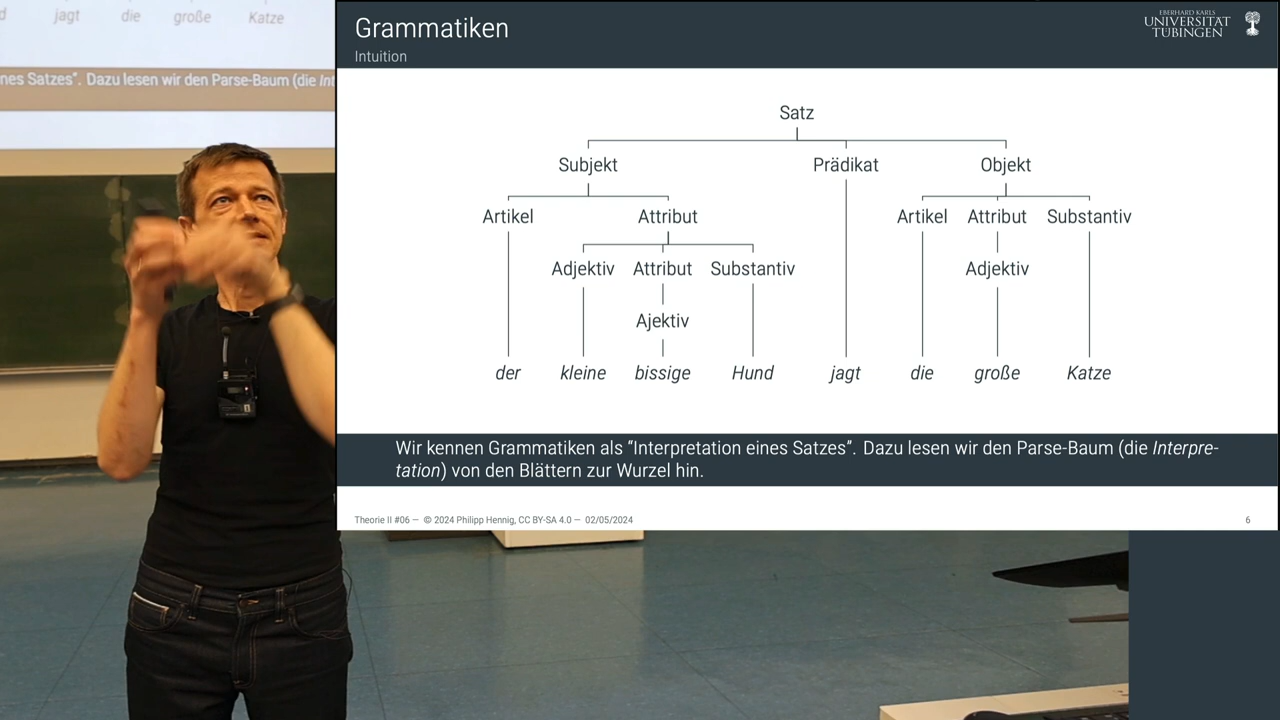 jagt die große Katze
nes Satzes“. Dazu lesen wir den Parse-Baum (die Int
Grammatiken
Intuition
EBERHARD KARLS
UNIVERSITÄT
TÜBINGEN
Satz
Subjekt Prädikat Objekt
Artikel Attribut Artikel Attribut Substantiv
Adjektiv Attribut Substantiv Adjektiv
Ajektiv
der kleine bissige Hund jagt die große Katze
Wir kennen Grammatiken als “Interpretation eines Satzes”. Dazu lesen wir den Parse-Baum (die Interpre-
tation) von den Blättern zur Wurzel hin.
Theorie II #06 — © 2024 Philipp Hennig, CC BY-SA 4.0 — 02/05/2024 6